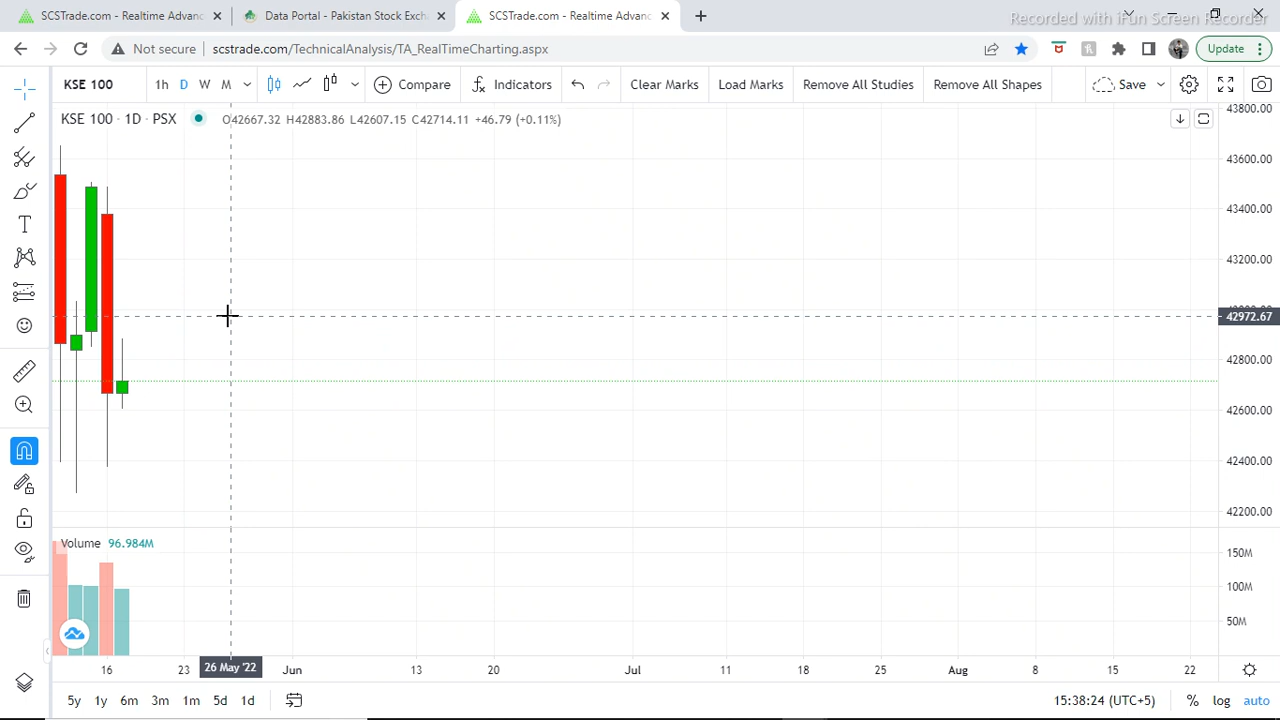 SCSTrade.com - Realtime Advanc
Data Portal - Pakistan Stock Exch
SCSTrade.com - Realtime Advanc
Recorded with iFun Screen Recorder
Not secure
scstrade.com/TechnicalAnalysis/TA_RealTimeCharting.aspx
Update
KSE 100
1h D W M
Compare
Indicators
Clear Marks
Load Marks
Remove All Studies
Remove All Shapes
Save
KSE 100 · 1D · PSX
O42667.32 H42883.86 L42607.15 C42714.11 +46.79 (+0.11%)
43800.00
43600.00
43400.00
43200.00
42972.67
42800.00
42600.00
42400.00
42200.00
Volume 96.984M
150M
100M
50M
16 23 26 May '22 Jun 13 20 Jul 11 18 25 Aug 8 15 22
5y 1y 6m 3m 1m 5d 1d
15:38:24 (UTC+5)
% log auto